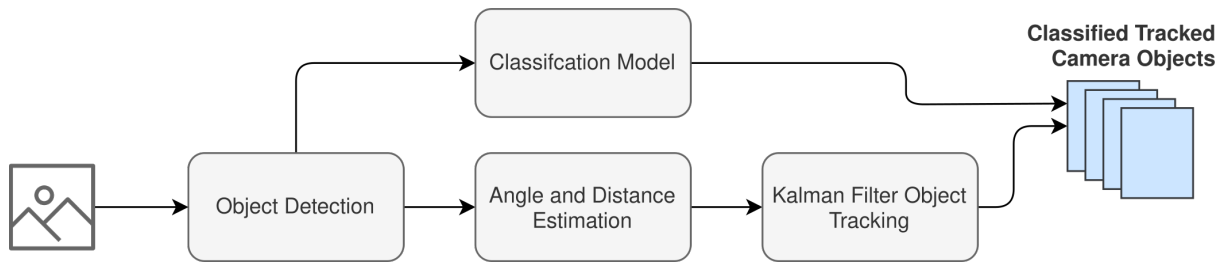 Classifcation Model
Classified Tracked
Camera Objects
Object Detection
Angle and Distance
Estimation
Kalman Filter Object
Tracking